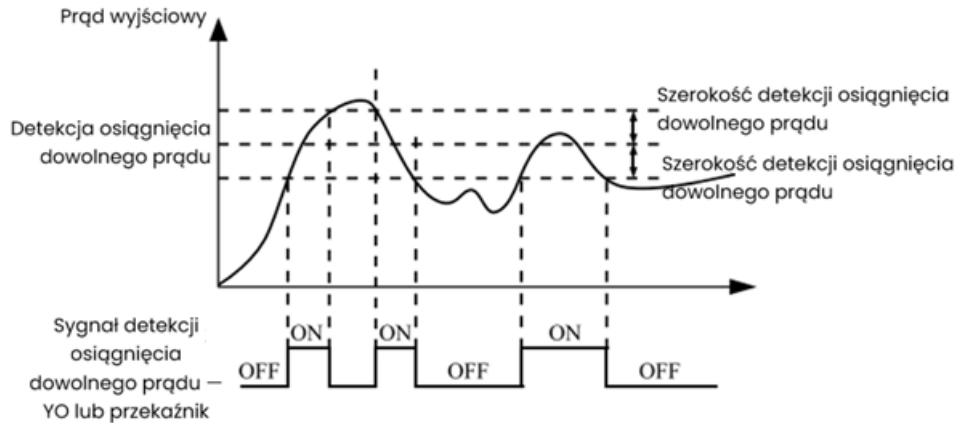 Prąd wyjściowy
Szerokość detekcji osiągnięcia
dowolnego prądu
Detekcja osiągnięcia
dowolnego prądu
Szerokość detekcji osiągnięcia
dowolnego prądu
Sygnał detekcji
osiągnięcia
dowolnego prądu
YO lub przekaźnik
OFF
ON
ON
OFF
ON
OFF